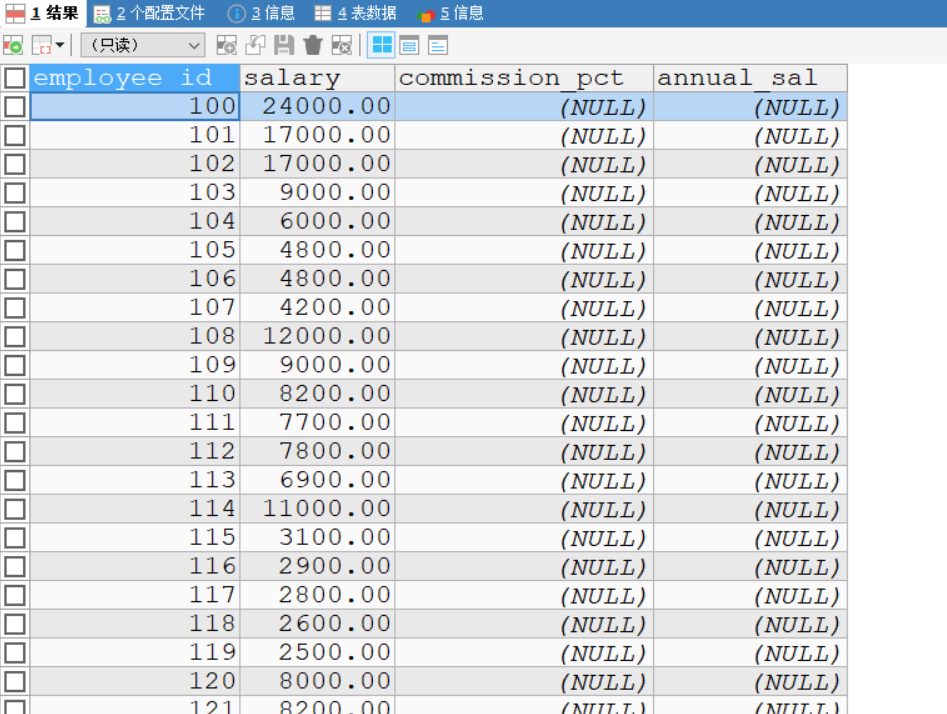 1 结果 2 个配置文件 3 信息 4 表数据 5 信息
（只读）
employee_id salary commission_pct annual_sal
100 24000.00 (NULL) (NULL)
101 17000.00 (NULL) (NULL)
102 17000.00 (NULL) (NULL)
103 9000.00 (NULL) (NULL)
104 6000.00 (NULL) (NULL)
105 4800.00 (NULL) (NULL)
106 4800.00 (NULL) (NULL)
107 4200.00 (NULL) (NULL)
108 12000.00 (NULL) (NULL)
109 9000.00 (NULL) (NULL)
110 8200.00 (NULL) (NULL)
111 7700.00 (NULL) (NULL)
112 7800.00 (NULL) (NULL)
113 6900.00 (NULL) (NULL)
114 11000.00 (NULL) (NULL)
115 3100.00 (NULL) (NULL)
116 2900.00 (NULL) (NULL)
117 2800.00 (NULL) (NULL)
118 2600.00 (NULL) (NULL)
119 2500.00 (NULL) (NULL)
120 8000.00 (NULL) (NULL)
121 8200.00 (NULL) (NULL)